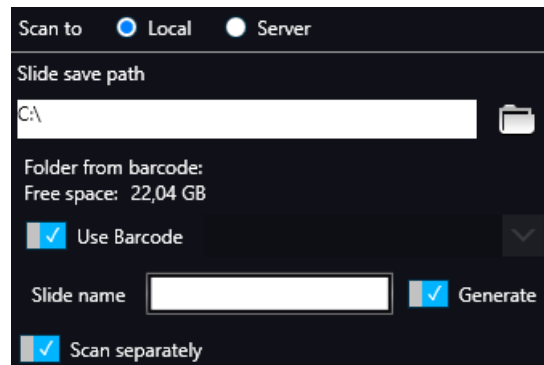 Scan to Local Server
Slide save path
C:\
Folder from barcode:
Free space: 22,04 GB
Use Barcode
Slide name Generate
Scan separately